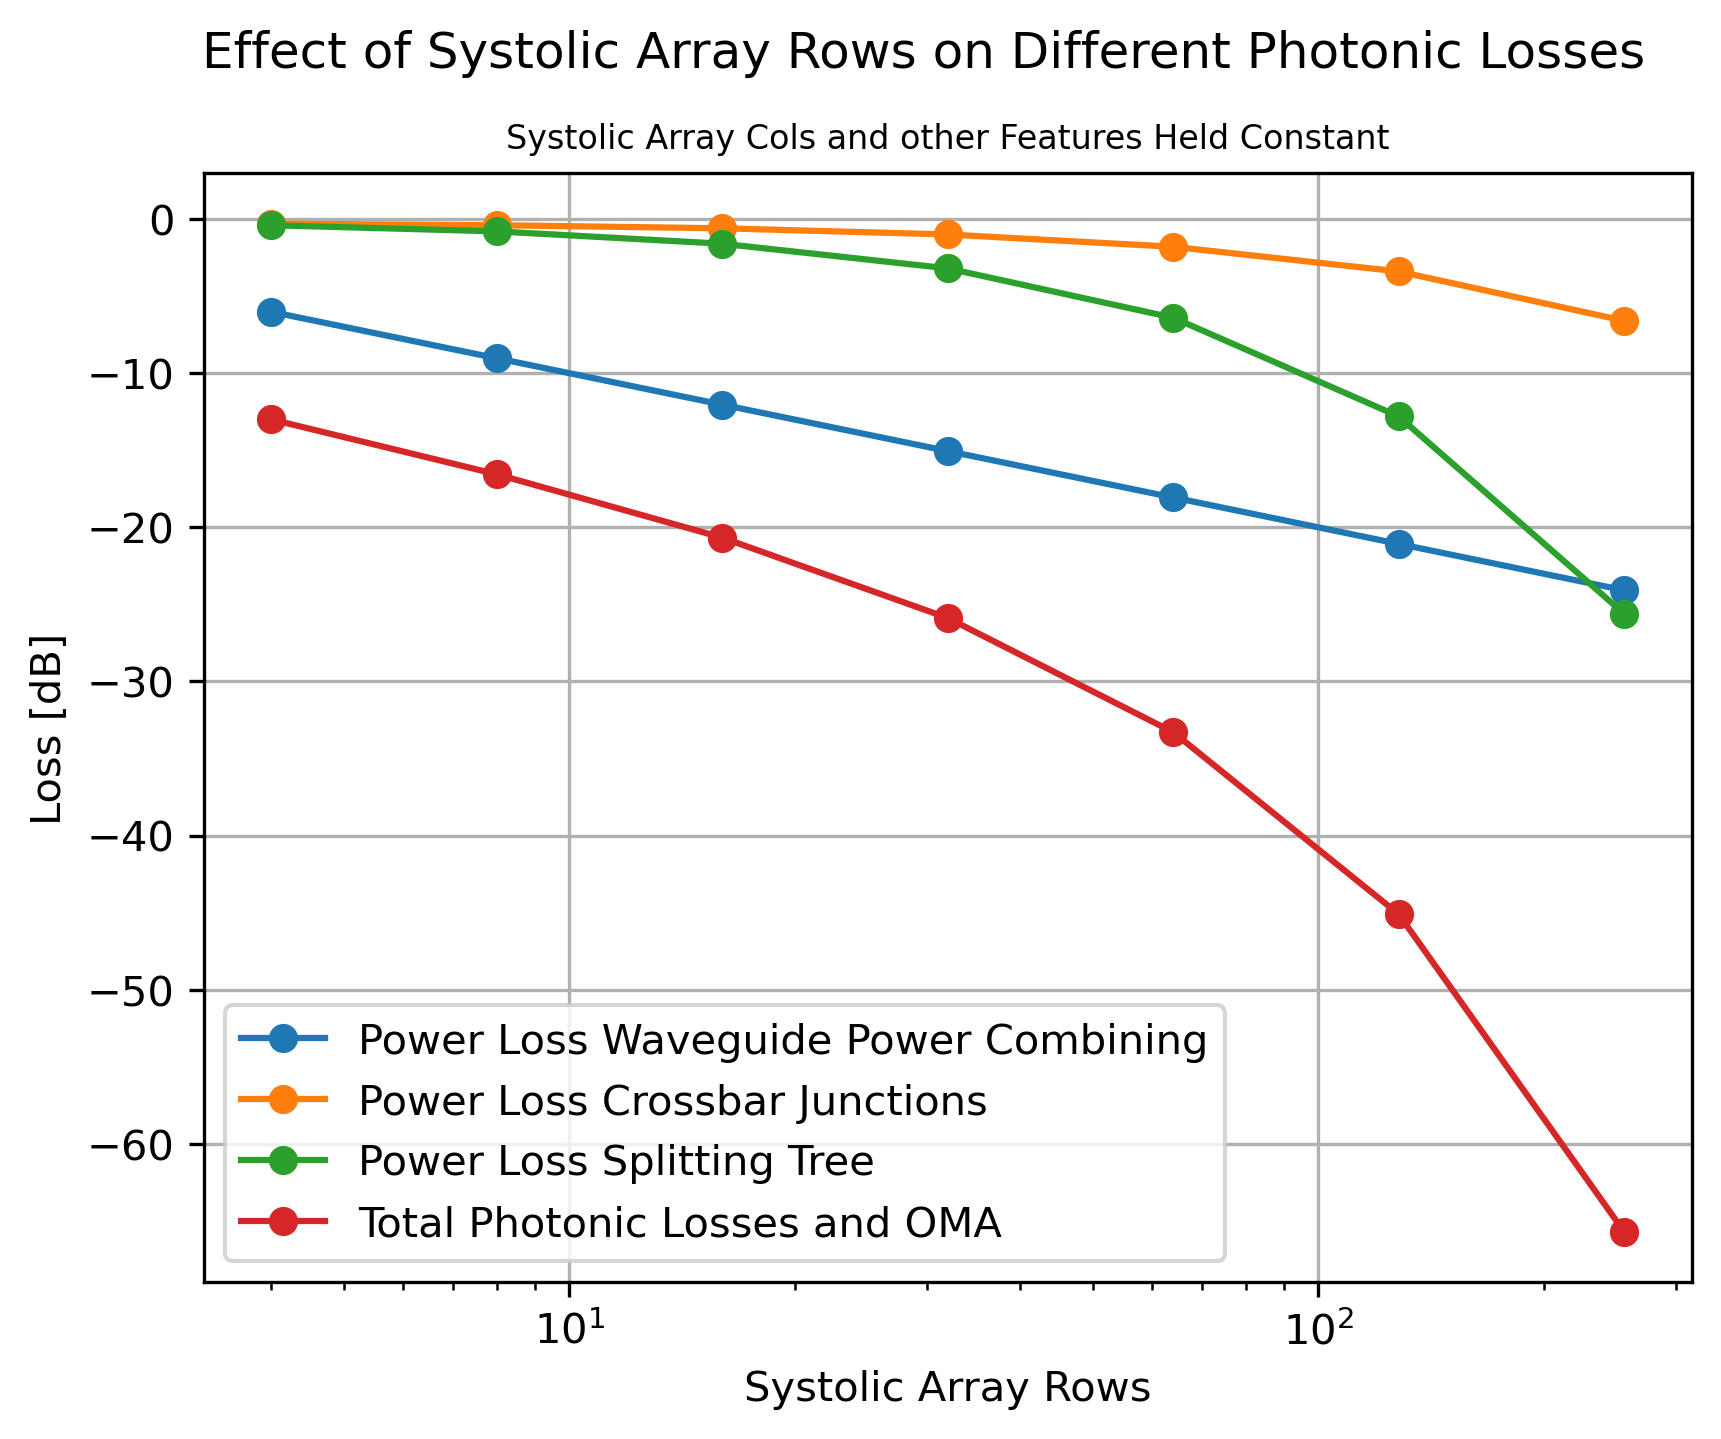 Effect of Systolic Array Rows on Different Photonic Losses
Systolic Array Cols and other Features Held Constant
0
−10
−20
−30
−40
−50
−60
Loss [dB]
Power Loss Waveguide Power Combining
Power Loss Crossbar Junctions
Power Loss Splitting Tree
Total Photonic Losses and OMA
10¹ 10²
Systolic Array Rows